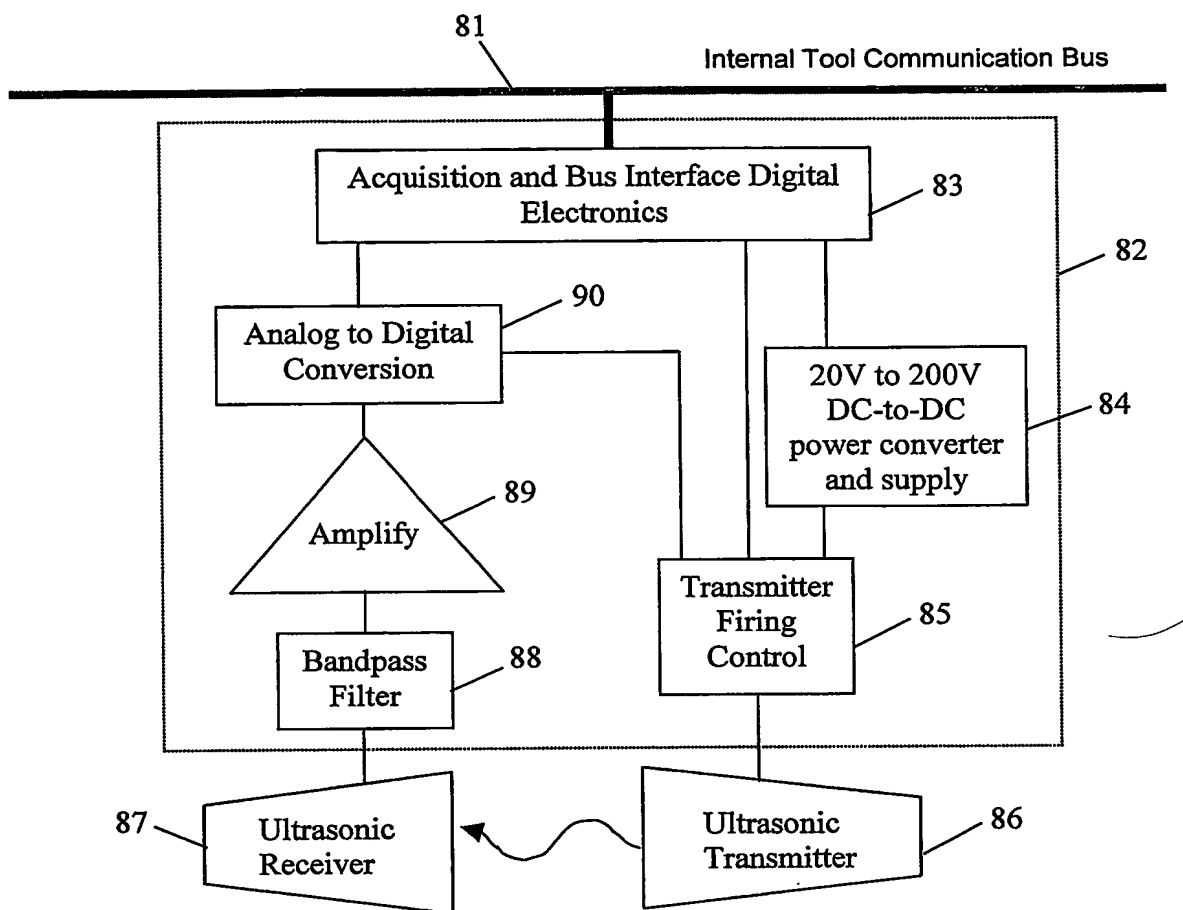 81
Internal Tool Communication Bus
Acquisition and Bus Interface Digital
Electronics
83
82
90
Analog to Digital
Conversion
20V to 200V
DC-to-DC
power converter
and supply
84
89
Amplify
Transmitter
Firing
Control
85
88
Bandpass
Filter
87
Ultrasonic
Receiver
Ultrasonic
Transmitter
86